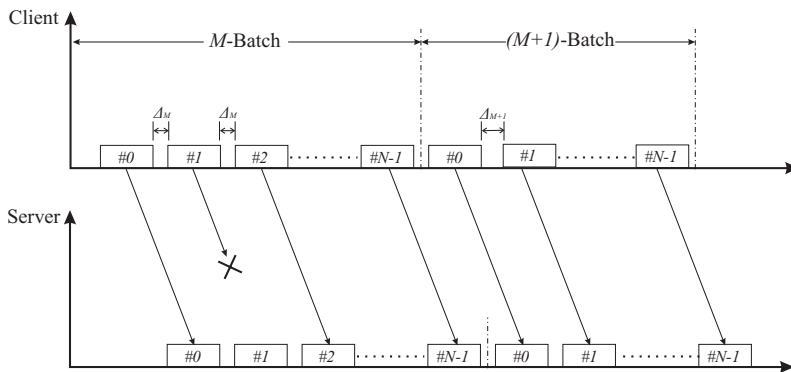 Client
M-Batch
(M+1)-Batch
ΔM
ΔM
ΔM+1
#0
#1
#2
#N-1
#0
#1
#N-1
Server
#0
#1
#2
#N-1
#0
#1
#N-1